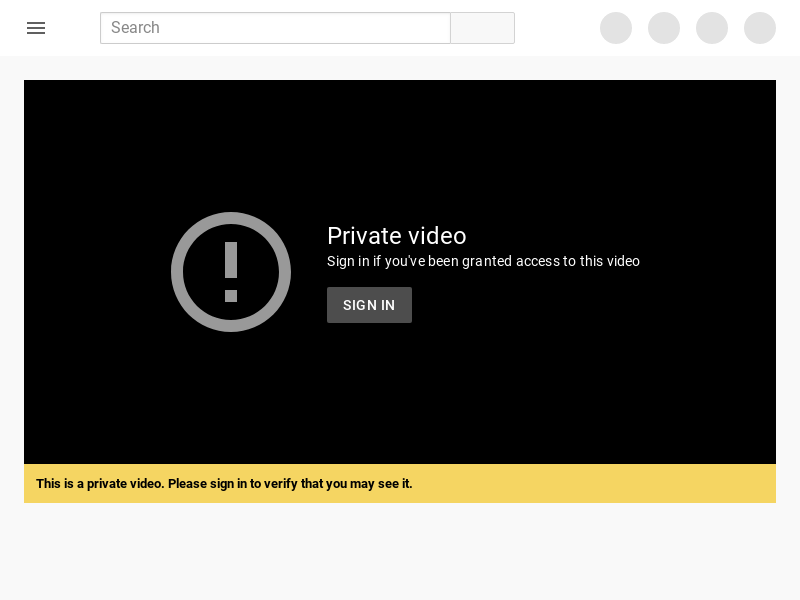 Search
Private video
Sign in if you've been granted access to this video
SIGN IN
This is a private video. Please sign in to verify that you may see it.